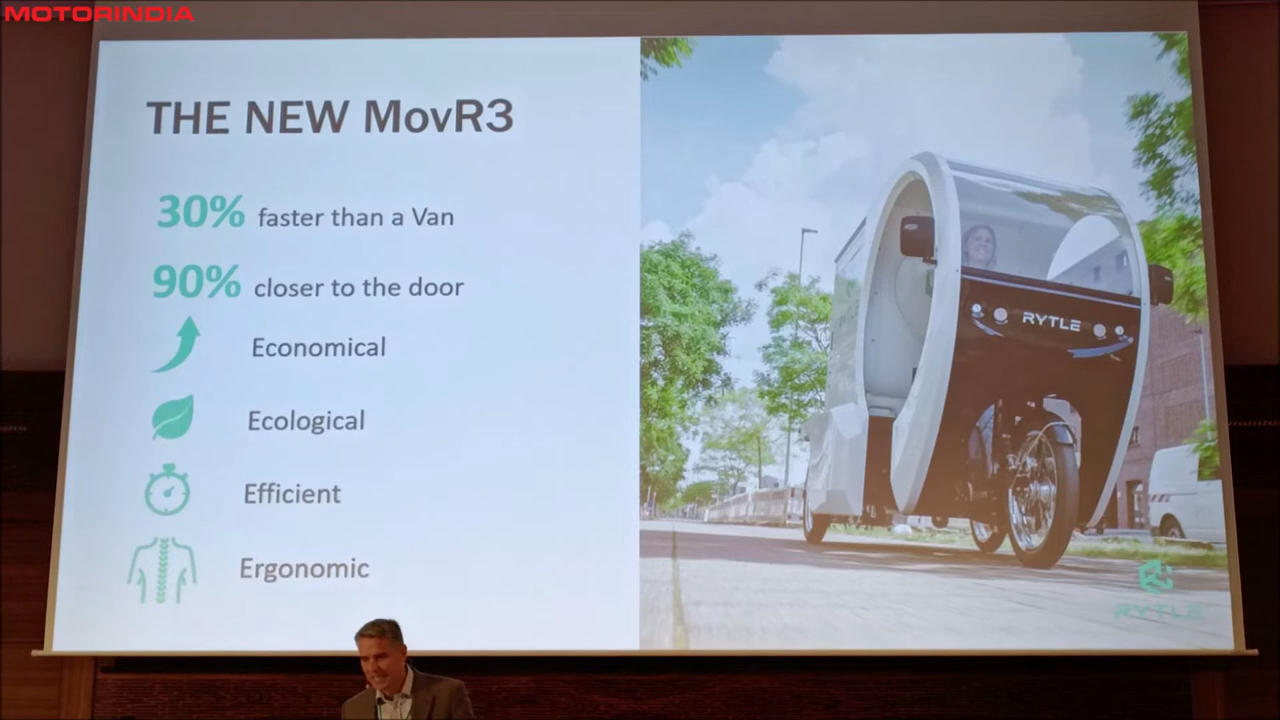 MOTORINDIA
THE NEW MovR3
30% faster than a Van
90% closer to the door
Economical
Ecological
Efficient
Ergonomic
RYTLE
RYTLE